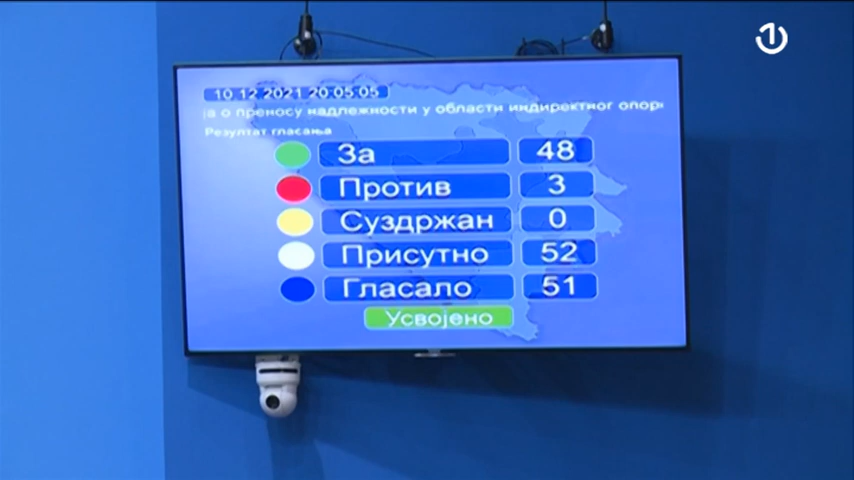 10.12.2021 20:05:05
ја о преносу надлежности у области индиректног опор
Резултат гласања
За 48
Против 3
Суздржан 0
Присутно 52
Гласало 51
Усвојено